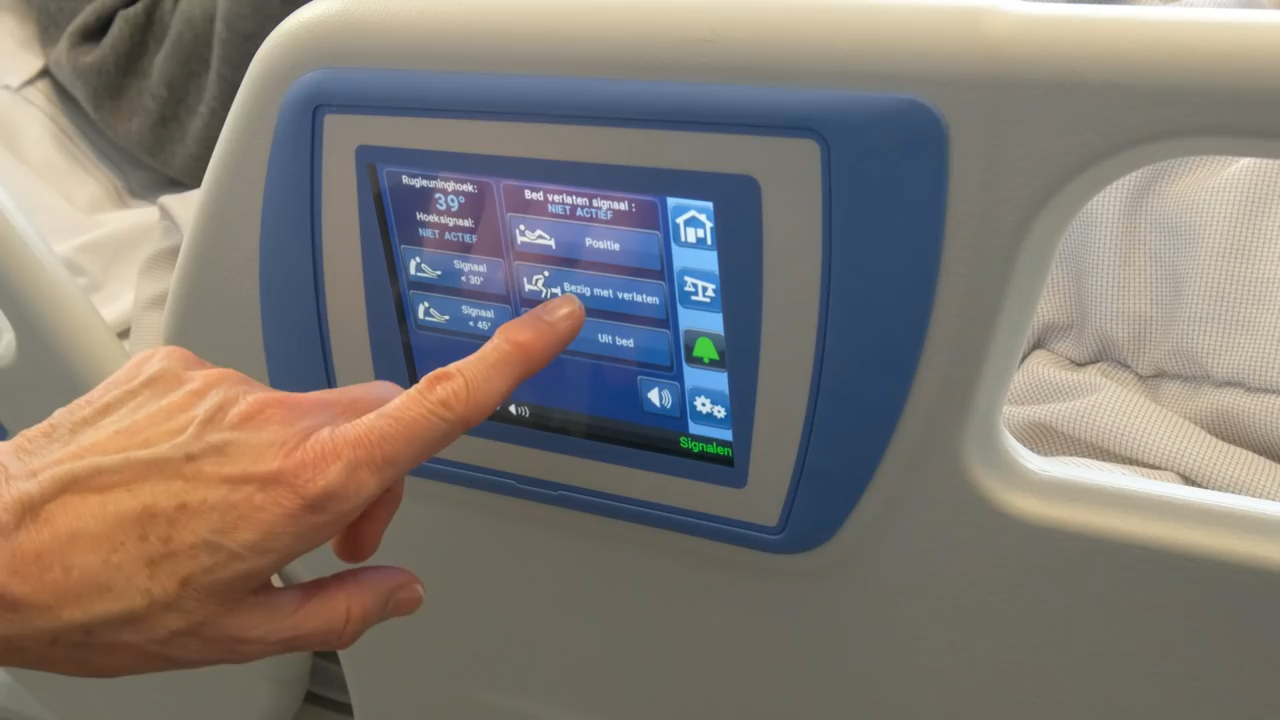 Rugleuninghoek:
39°
Hoeksignaal:
NIET ACTIEF
Signaal
< 30°
Signaal
< 45°
Bed verlaten signaal :
NIET ACTIEF
Positie
Bezig met verlaten
Uit bed
Signalen